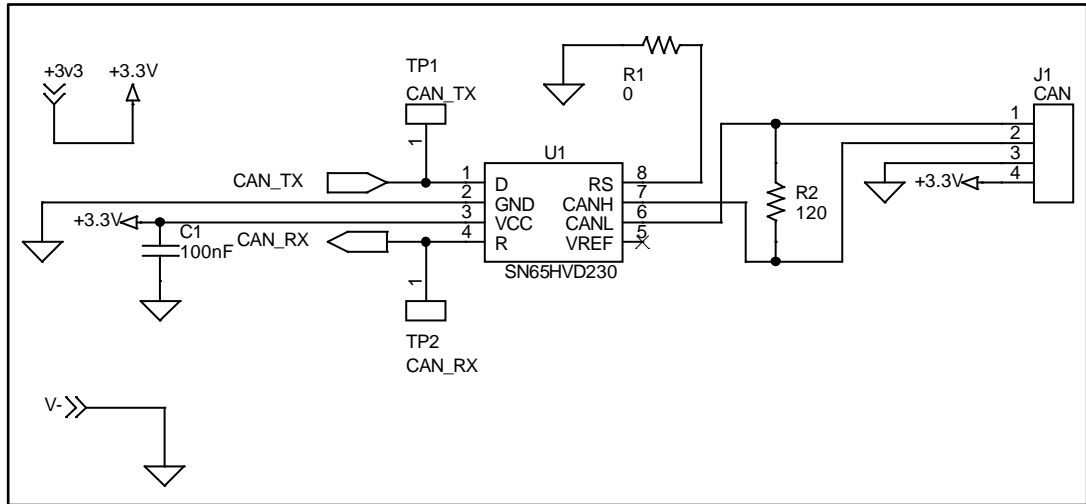 +3v3
+3.3V
TP1
CAN_TX
1
R1
0
J1
CAN
1
2
3
4
+3.3V
U1
CAN_TX
1
2
3
4
D
GND
VCC
R
RS
CANH
CANL
VREF
8
7
6
5
SN65HVD230
+3.3V
C1
100nF
CAN_RX
R2
120
1
TP2
CAN_RX
V-